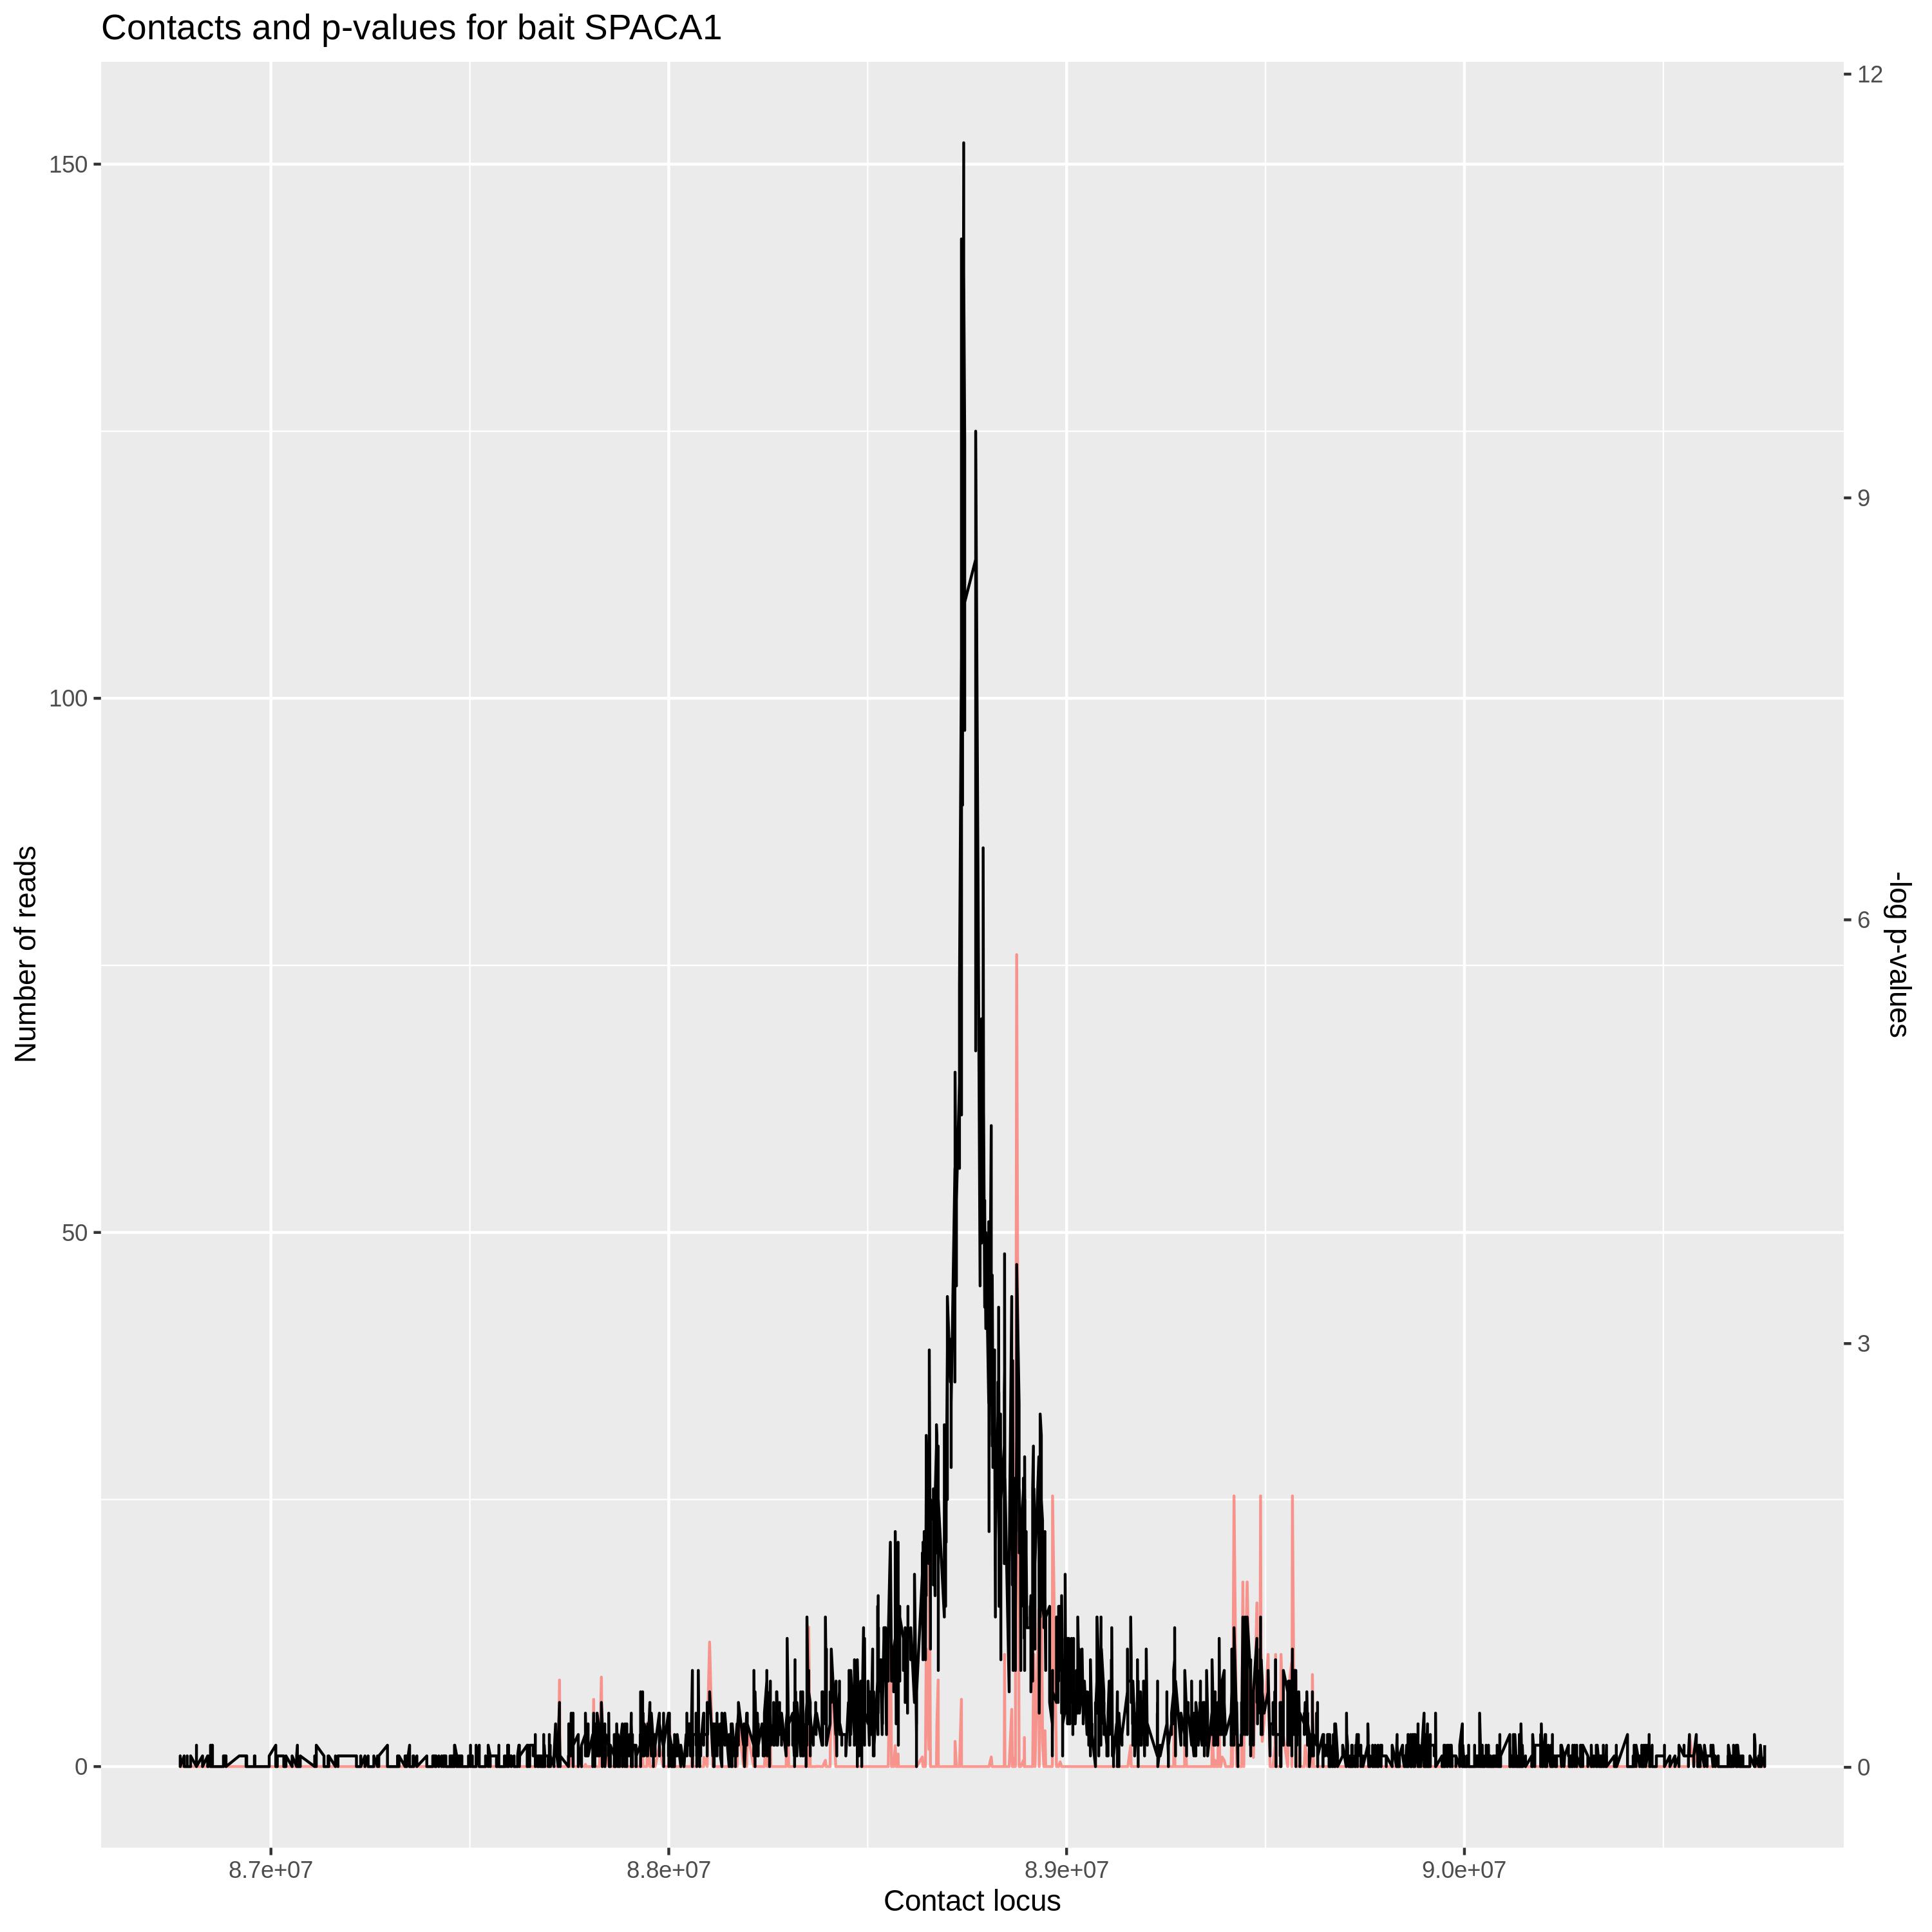 Contacts and p-values for bait SPACA1
150
100
50
0
Number of reads
12
9
6
3
0
-log p-values
8.7e+07
8.8e+07
8.9e+07
9.0e+07
Contact locus